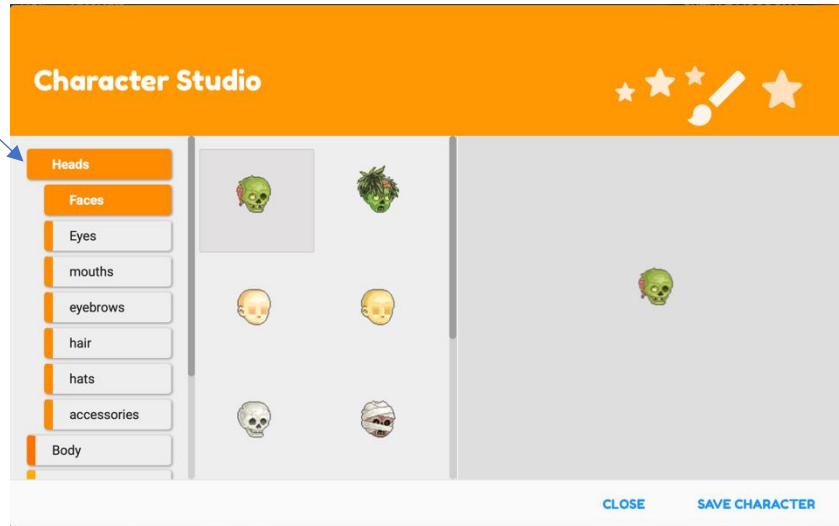 Character Studio
Heads
Faces
Eyes
mouths
eyebrows
hair
hats
accessories
Body
CLOSE SAVE CHARACTER